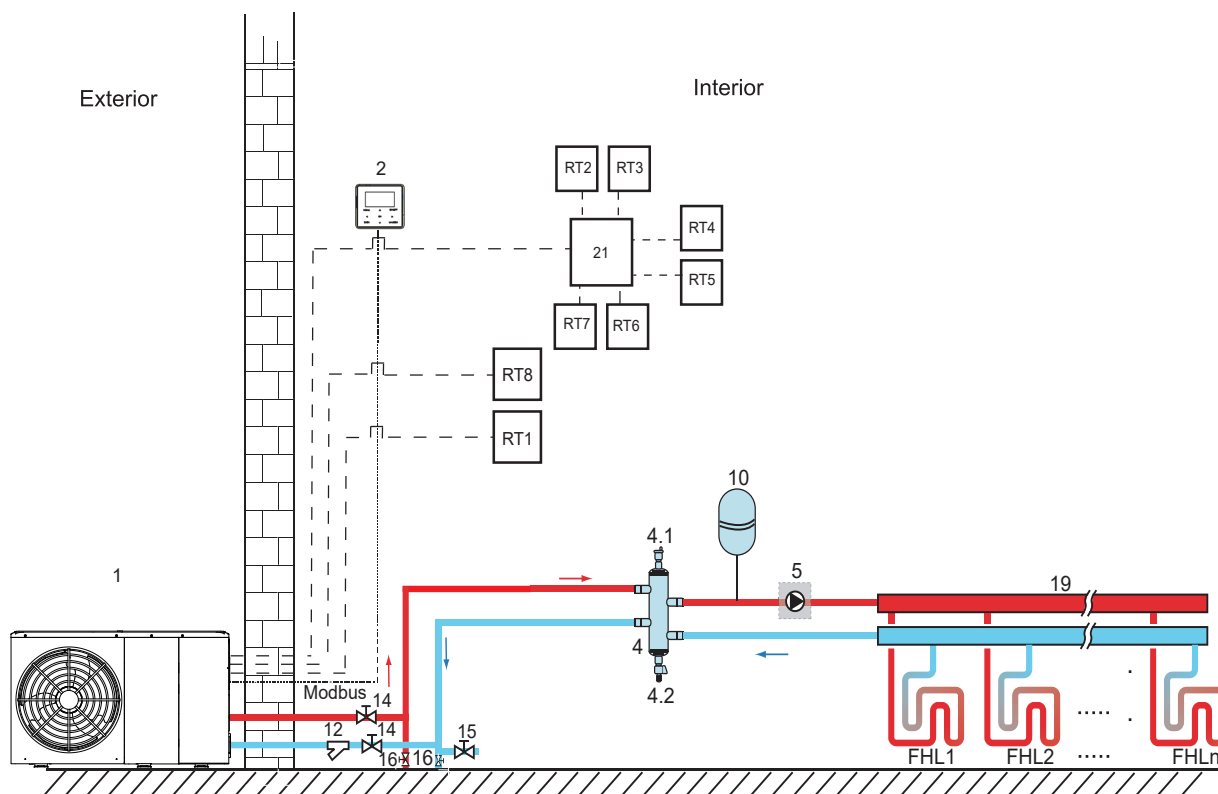 Exterior
Interior
2
RT2
RT3
RT4
21
RT5
RT7
RT6
RT8
RT1
10
4.1
1
5
19
4
4.2
Modbus
14
12
14
15
16
16
.....
.
.
.....
FHL1
FHL2
FHLn